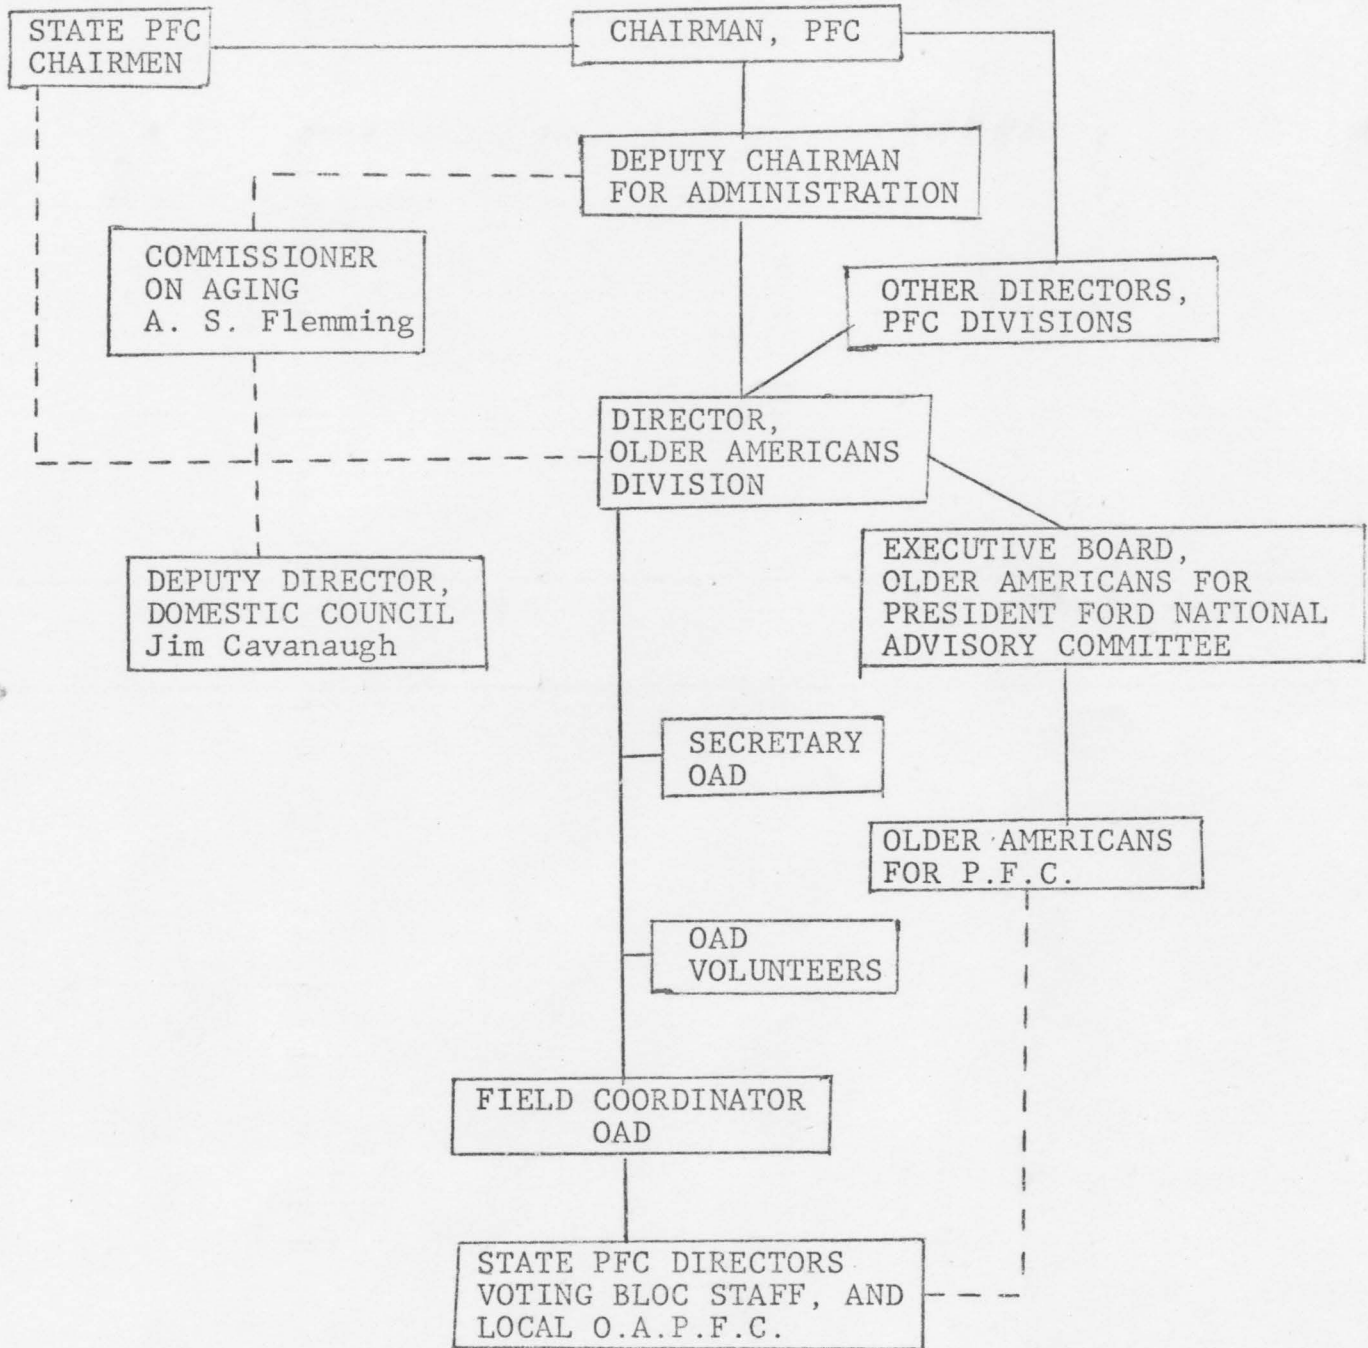 STATE PFC
CHAIRMEN
CHAIRMAN, PFC
DEPUTY CHAIRMAN
FOR ADMINISTRATION
COMMISSIONER
ON AGING
A. S. Flemming
OTHER DIRECTORS,
PFC DIVISIONS
DIRECTOR,
OLDER AMERICANS
DIVISION
EXECUTIVE BOARD,
OLDER AMERICANS FOR
PRESIDENT FORD NATIONAL
ADVISORY COMMITTEE
DEPUTY DIRECTOR,
DOMESTIC COUNCIL
Jim Cavanaugh
SECRETARY
OAD
OLDER AMERICANS
FOR P.F.C.
OAD
VOLUNTEERS
FIELD COORDINATOR
OAD
STATE PFC DIRECTORS
VOTING BLOC STAFF, AND
LOCAL O.A.P.F.C.